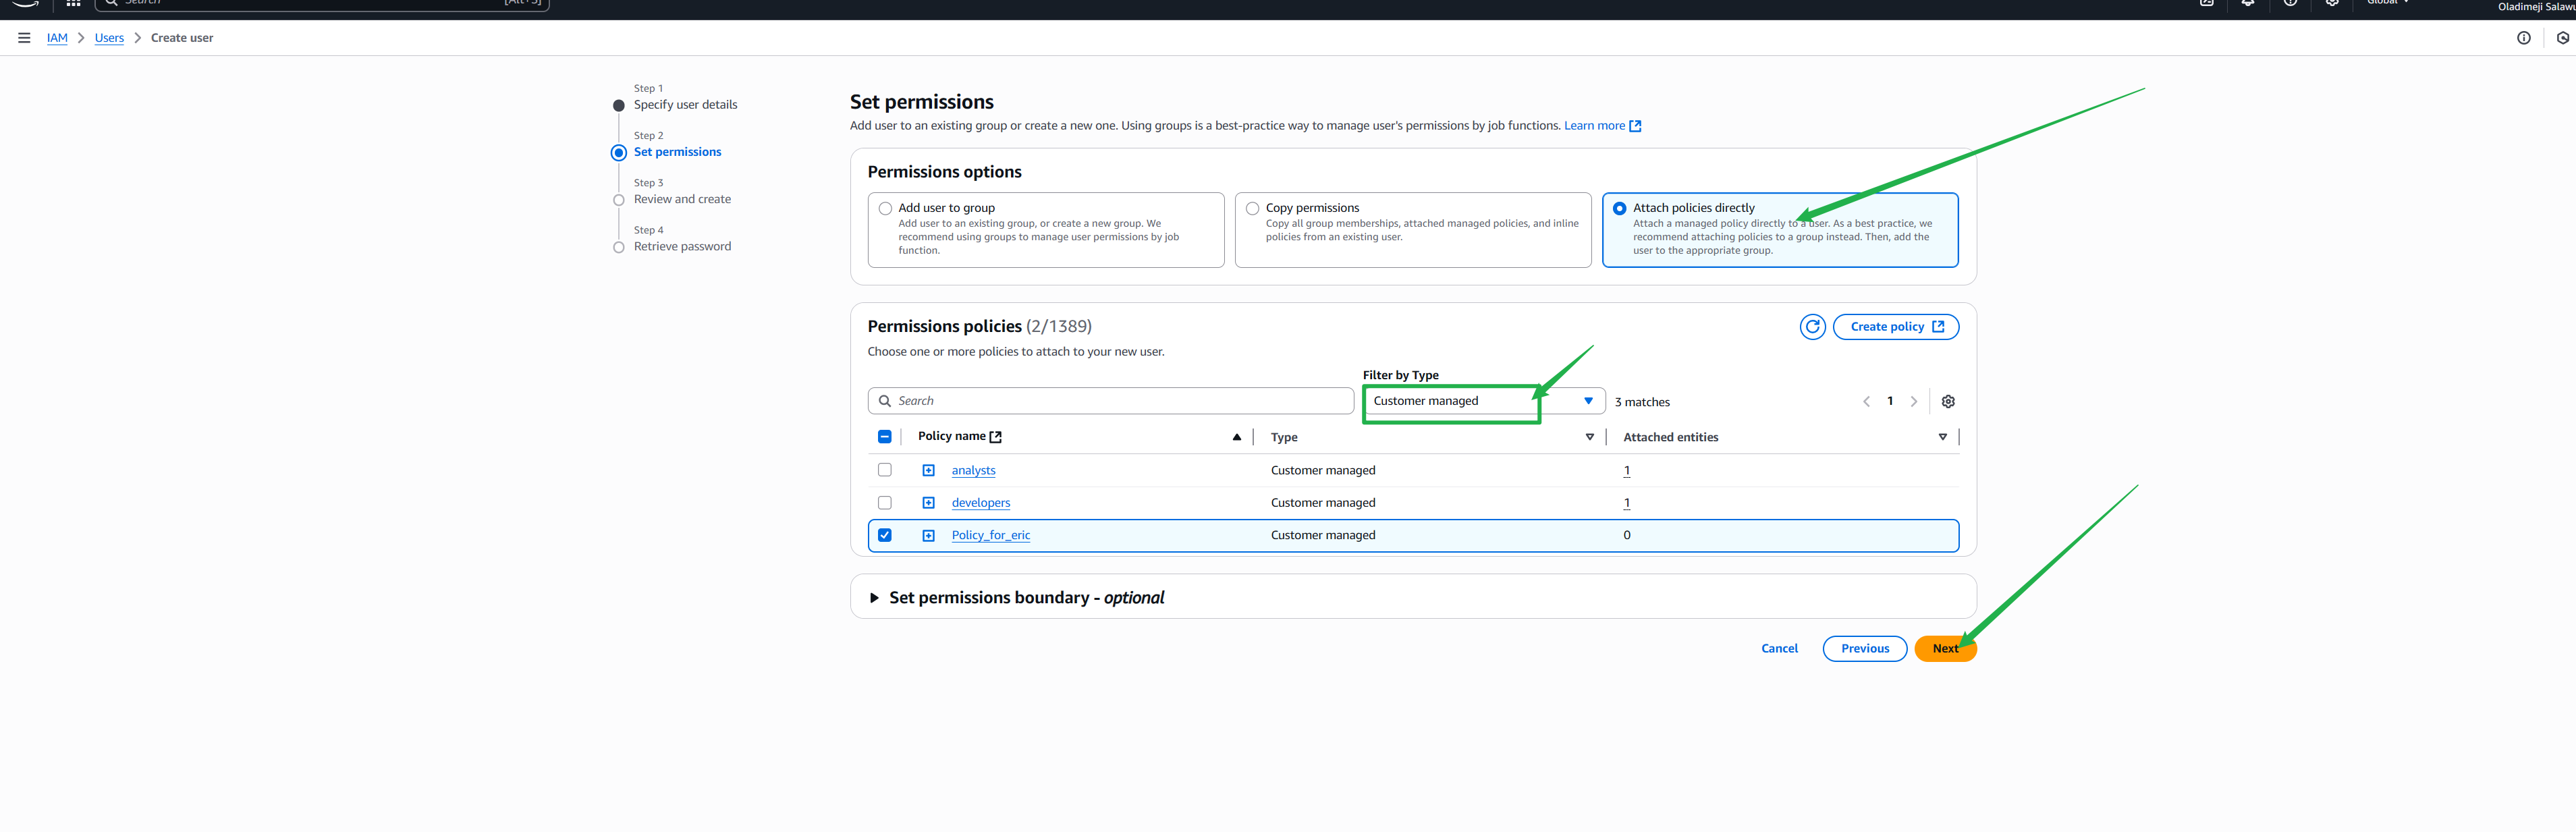 Search [Alt+S] Global
Oladimeji Salawu
IAM Users Create user
Step 1
Specify user details
Step 2
Set permissions
Step 3
Review and create
Step 4
Retrieve password
Set permissions
Add user to an existing group or create a new one. Using groups is a best-practice way to manage user's permissions by job functions. Learn more
Permissions options
Add user to group
Add user to an existing group, or create a new group. We
recommend using groups to manage user permissions by job
function.
Copy permissions
Copy all group memberships, attached managed policies, and inline
policies from an existing user.
Attach policies directly
Attach a managed policy directly to a user. As a best practice, we
recommend attaching policies to a group instead. Then, add the
user to the appropriate group.
Permissions policies (2/1389)
Create policy
Choose one or more policies to attach to your new user.
Filter by Type
Search
Customer managed
3 matches
1
Policy name Type Attached entities
analysts Customer managed 1
developers Customer managed 1
Policy_for_eric Customer managed 0
Set permissions boundary - optional
Cancel Previous Next